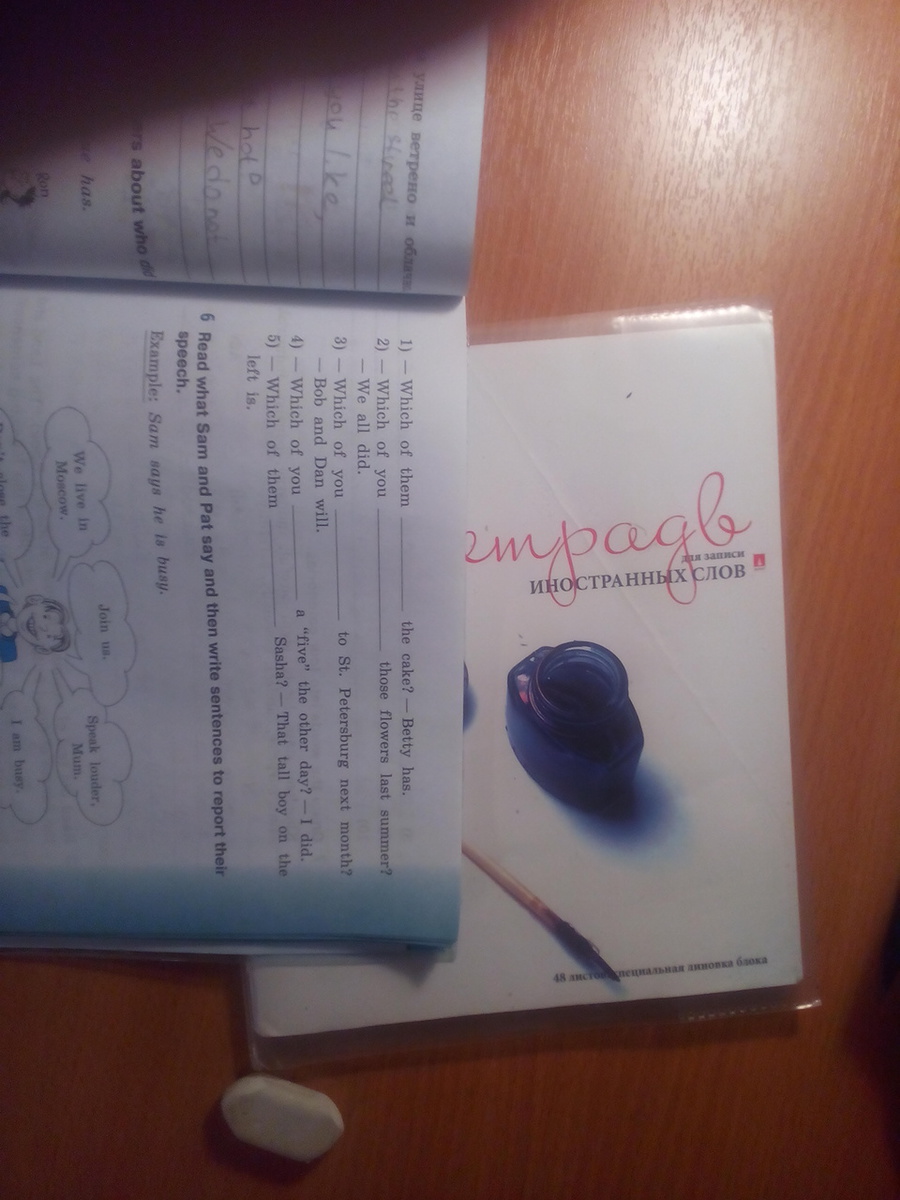 улице ветрено и
the street
you like,
hot?
We do not
about who did
has.
gon
1) — Which of them ________ the cake? — Betty has.
2) — Which of you ________ those flowers last summer?
— We all did.
3) — Which of you ________ to St. Petersburg next month?
— Bob and Dan will.
4) — Which of you ________ a “five” the other day? — I did.
5) — Which of them ________ Sasha? — That tall boy on the
left is.
6 Read what Sam and Pat say and then write sentences to report their
speech.
Example: Sam says he is busy.
We live in
Moscow.
Join us.
Speak louder,
Mum.
I am busy.
the
для записи
ИНОСТРАННЫХ СЛОВ
48 листов специальная линовка блока